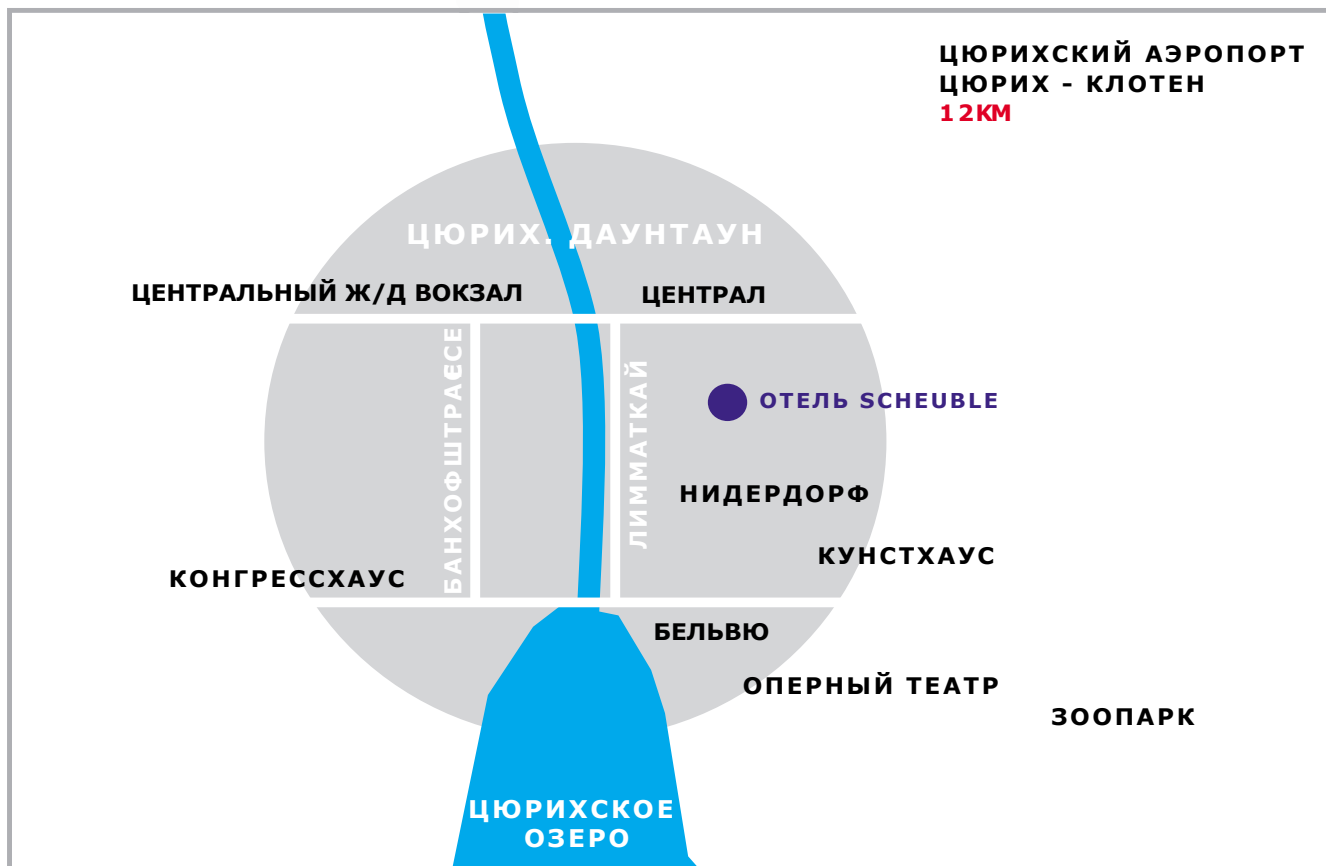 ЦЮРИХСКИЙ АЭРОПОРТ
ЦЮРИХ - КЛОТЕН
12КМ
ЦЮРИХ. ДАУНТАУН
ЦЕНТРАЛЬНЫЙ Ж/Д ВОКЗАЛ
ЦЕНТРАЛ
БАНХОФШТРАЄСЕ
ЛИММАТКАЙ
ОТЕЛЬ SCHEUBLE
НИДЕРДОРФ
КУНСТХАУС
КОНГРЕССХАУС
БЕЛЬВЮ
ОПЕРНЫЙ ТЕАТР
ЗООПАРК
ЦЮРИХСКОЕ
ОЗЕРО